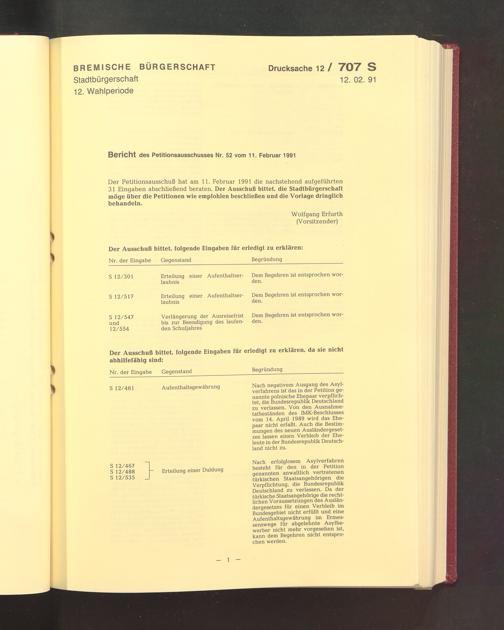 BREMISCHE BÜRGERSCHAFT
Stadtbürgerschaft
12. Wahlperiode
Drucksache 12 / 707 S
12. 02. 91
Bericht des Petitionsausschusses Nr. 52 vom 11. Februar 1991
Der Petitionsausschuß hat am 11. Februar 1991 die nachstehend aufgeführten
31 Eingaben abschließend beraten. Der Ausschuß bittet, die Stadtbürgerschaft
möge über die Petitionen wie empfohlen beschließen und die Vorlage dringlich
behandeln.
Wolfgang Erfurth
(Vorsitzender)
Der Ausschuß bittet, folgende Eingaben für erledigt zu erklären:
Nr. der Eingabe Gegenstand Begründung
S 12/301 Erteilung einer Aufenthaltser- Dem Begehren ist entsprochen wor-
laubnis den.
S 12/517 Erteilung einer Aufenthaltser- Dem Begehren ist entsprochen wor-
laubnis den.
S 12/547 Verlängerung der Ausreisefrist Dem Begehren ist entsprochen wor-
und bis zur Beendigung des laufen- den.
12/554 den Schuljahres
Der Ausschuß bittet, folgende Eingaben für erledigt zu erklären, da sie nicht
abhilfefähig sind:
Nr. der Eingabe Gegenstand Begründung
S 12/461 Aufenthaltsgewährung Nach negativem Ausgang des Asyl-
verfahrens ist das in der Petition ge-
nannte polnische Ehepaar verpflich-
tet, die Bundesrepublik Deutschland
zu verlassen. Von den Ausnahme-
tatbeständen des IMK-Beschlusses
vom 14. April 1989 wird das Ehe-
paar nicht erfaßt. Auch die Bestim-
mungen des neuen Ausländergeset-
zes lassen einen Verbleib der Ehe-
leute in der Bundesrepublik Deutsch-
land nicht zu.
S 12/467
S 12/488
S 12/535
Erteilung einer Duldung
Nach erfolglosem Asylverfahren
besteht für den in der Petition
genannten anwaltlich vertretenen
türkischen Staatsangehörigen die
Verpflichtung, die Bundesrepublik
Deutschland zu verlassen. Da der
türkische Staatsangehörige die recht-
lichen Voraussetzungen des Auslän-
dergesetzes für einen Verbleib im
Bundesgebiet nicht erfüllt und eine
Aufenthaltsgewährung im Ermes-
senswege für abgelehnte Asylbe-
werber nicht mehr vorgesehen ist,
kann dem Begehren nicht entspro-
chen werden.
— 1 —